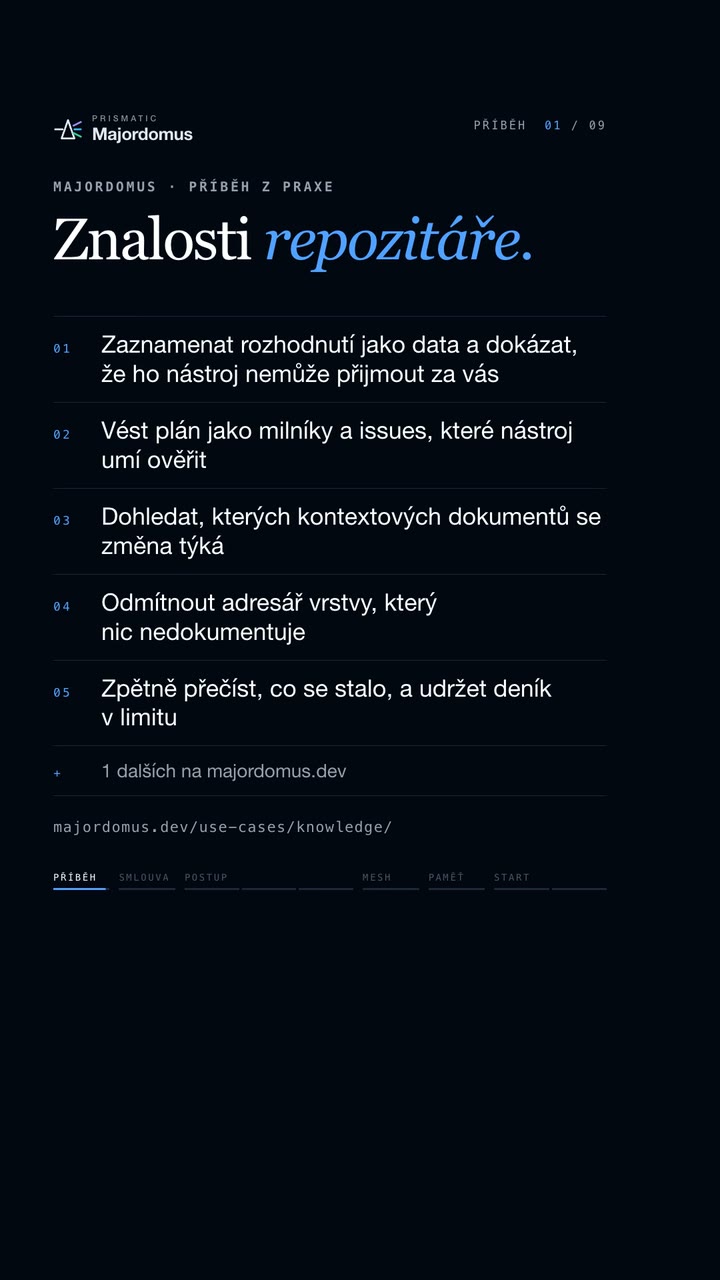 PRISMATIC
Majordomus
PŘÍBĚH 01 / 09
MAJORDOMUS · PŘÍBĚH Z PRAXE
Znalosti repozitáře.
01 Zaznamenat rozhodnutí jako data a dokázat,
že ho nástroj nemůže přijmout za vás
02 Vést plán jako milníky a issues, které nástroj
umí ověřit
03 Dohledat, kterých kontextových dokumentů se
změna týká
04 Odmítnout adresář vrstvy, který
nic nedokumentuje
05 Zpětně přečíst, co se stalo, a udržet deník
v limitu
+ 1 dalších na majordomus.dev
majordomus.dev/use-cases/knowledge/
PŘÍBĚH SMLOUVA POSTUP MESH PAMĚŤ START